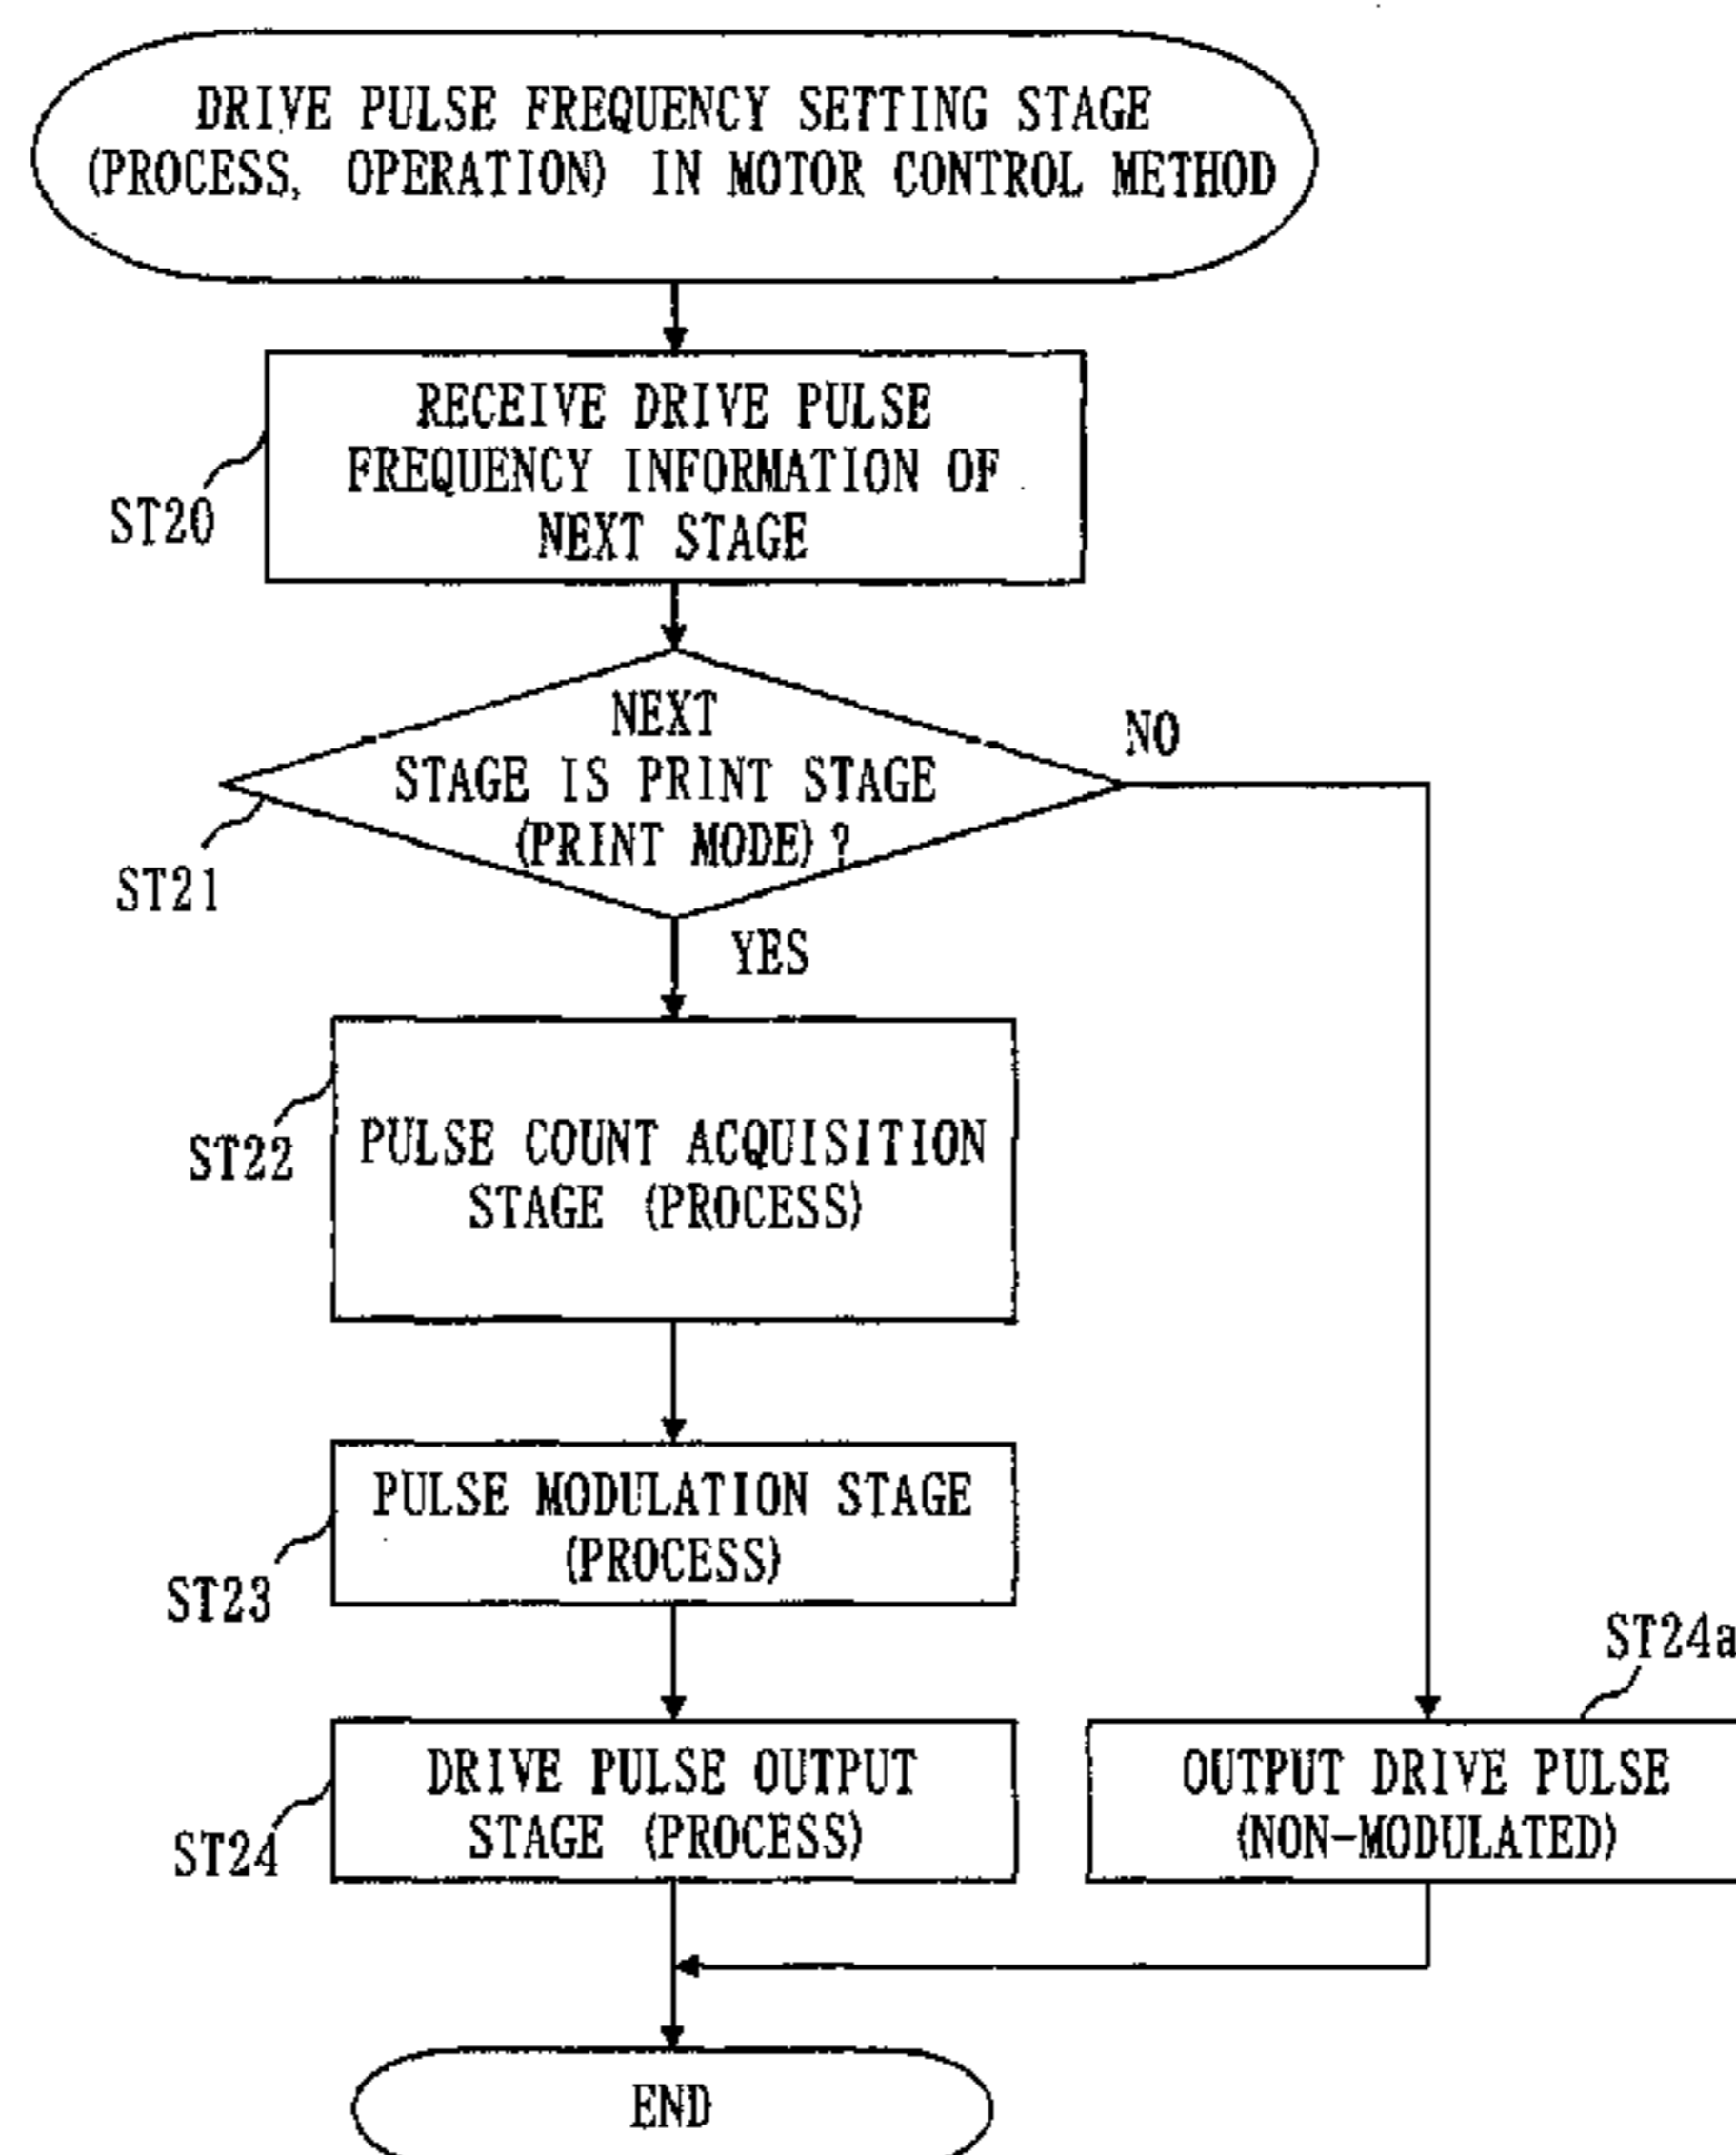 DRIVE PULSE FREQUENCY SETTING STAGE
(PROCESS, OPERATION) IN MOTOR CONTROL METHOD
RECEIVE DRIVE PULSE
FREQUENCY INFORMATION OF
NEXT STAGE
ST20
NEXT
STAGE IS PRINT STAGE
(PRINT MODE)?
NO
ST21
YES
PULSE COUNT ACQUISITION
STAGE (PROCESS)
ST22
PULSE MODULATION STAGE
(PROCESS)
ST23
ST24a
DRIVE PULSE OUTPUT
STAGE (PROCESS)
ST24
OUTPUT DRIVE PULSE
(NON-MODULATED)
END